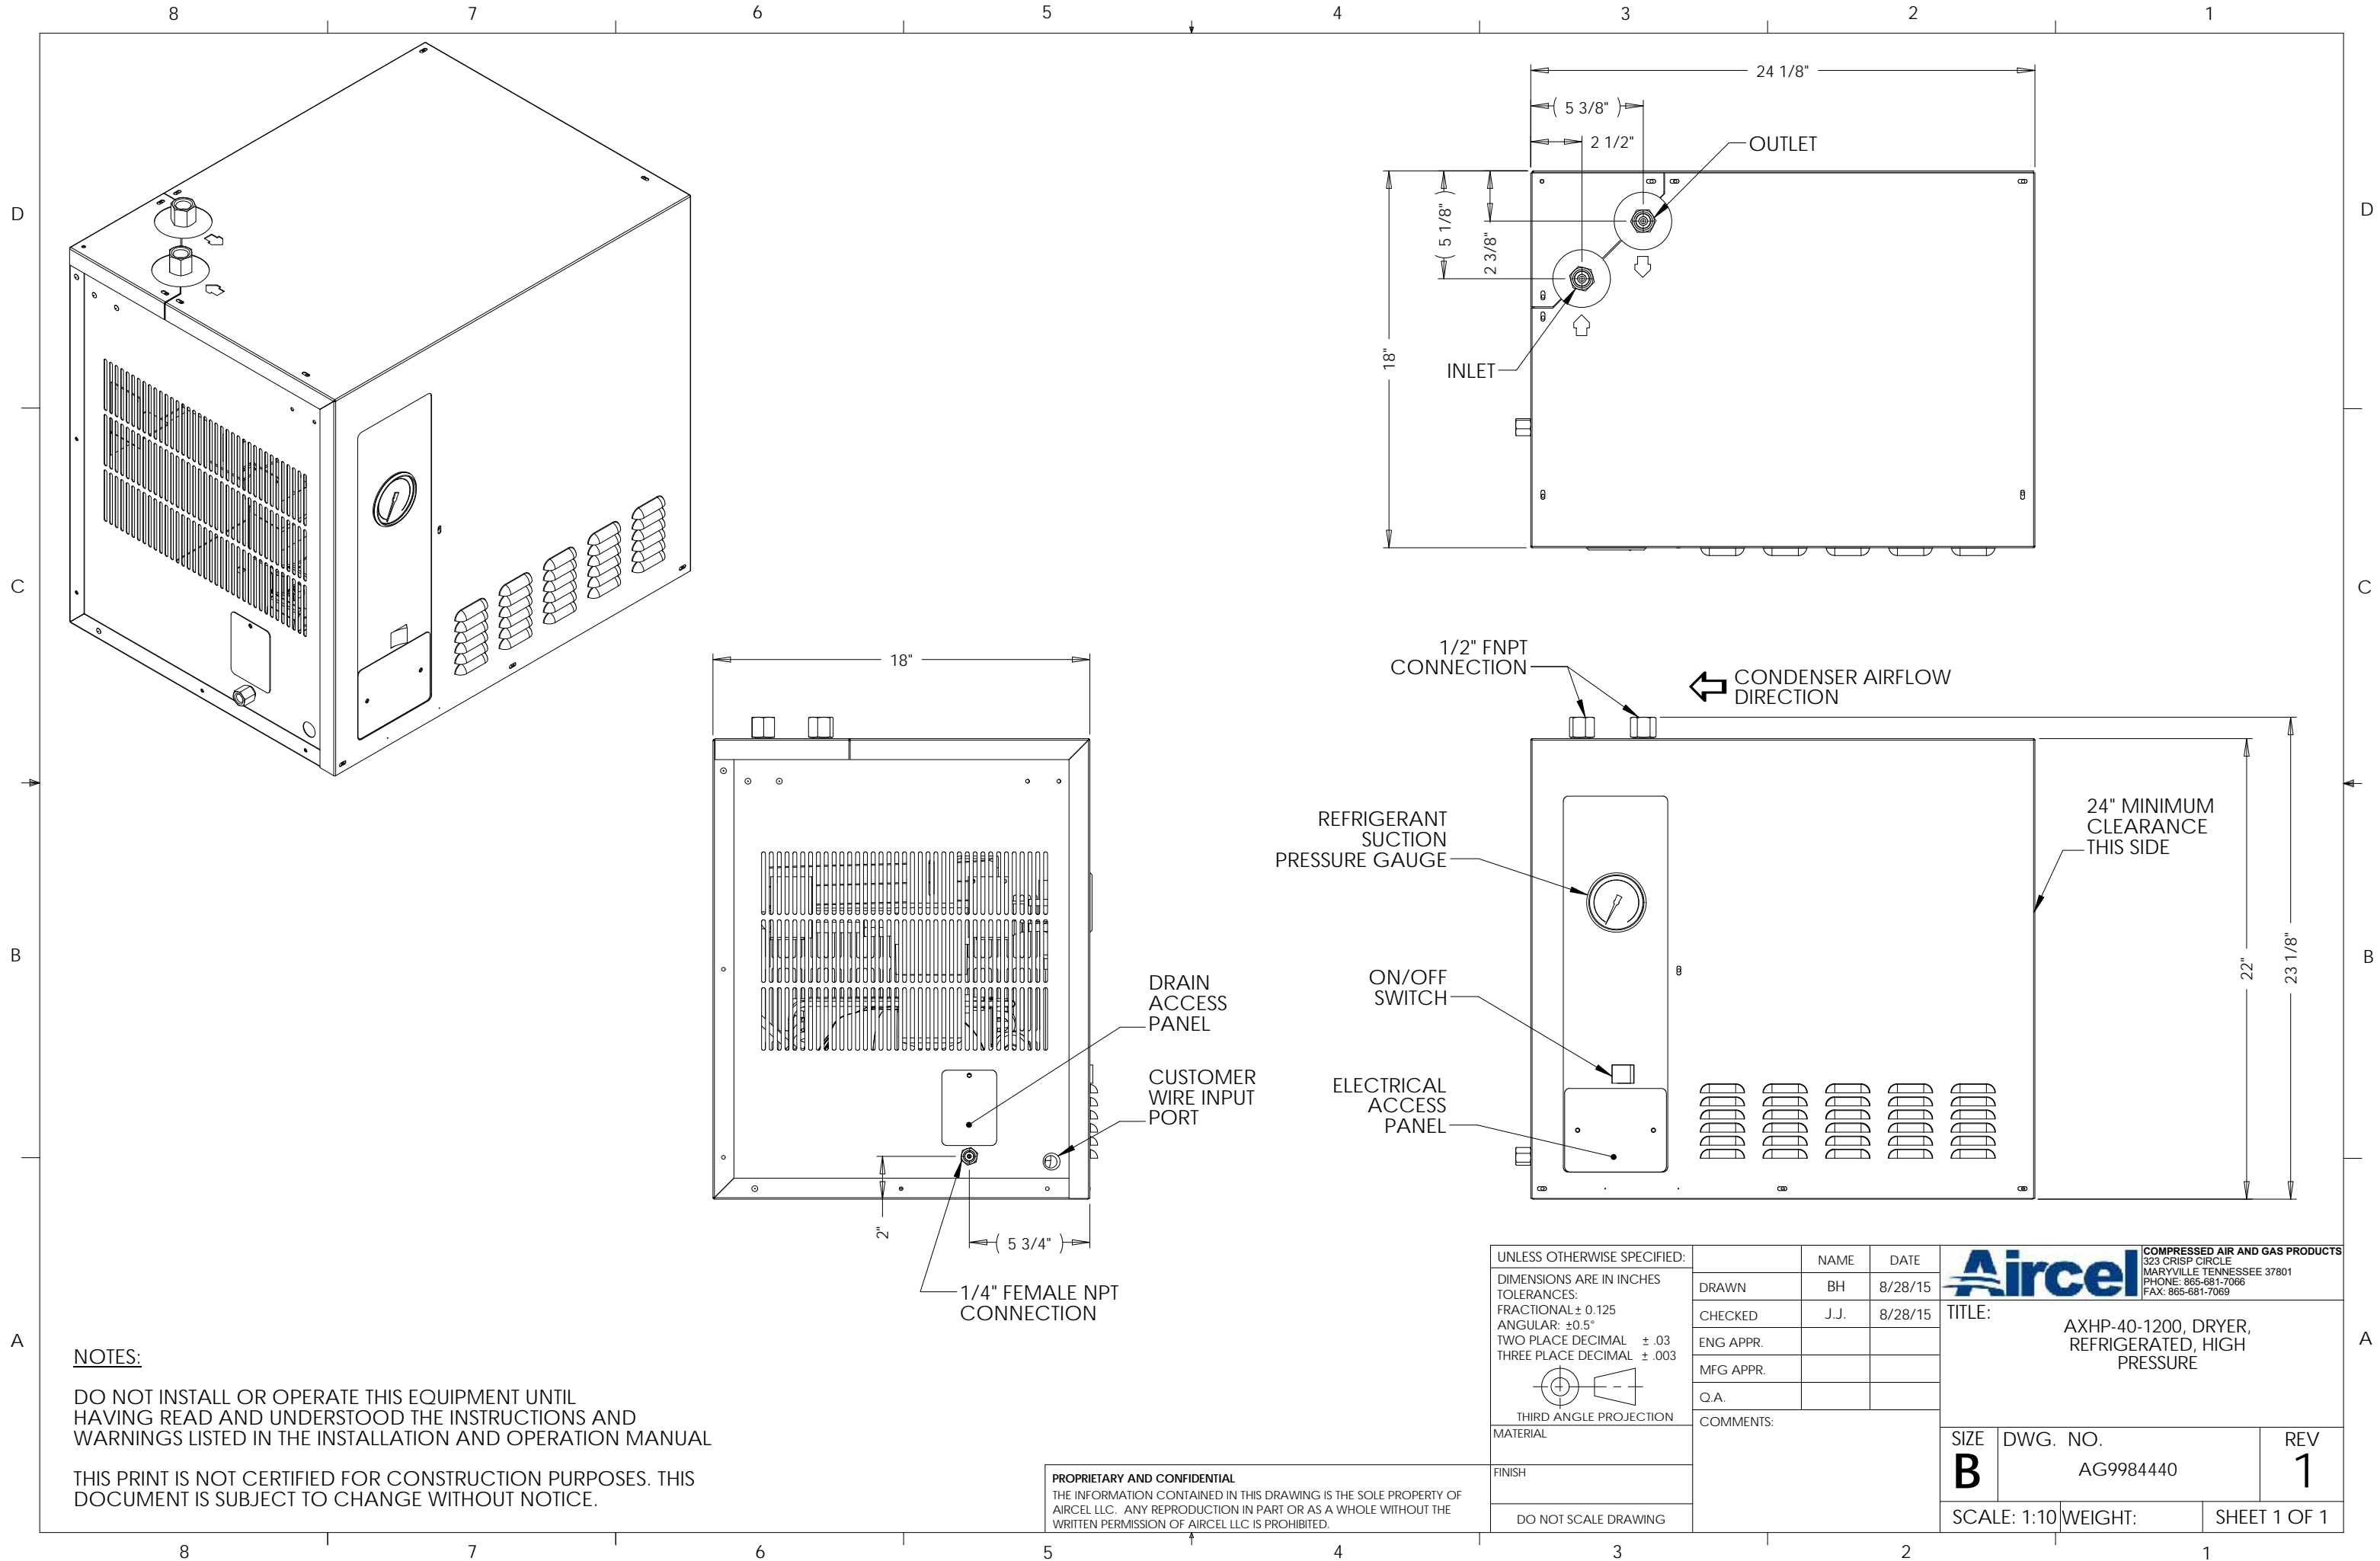 8 7 6 5 4 3 2 1
D
C
B
A
D
C
B
A
24 1/8"
( 5 3/8" )
2 1/2"
OUTLET
( 5 1/8" )
2 3/8"
18"
INLET
1/2" FNPT
CONNECTION
CONDENSER AIRFLOW
DIRECTION
18"
REFRIGERANT
SUCTION
PRESSURE GAUGE
24" MINIMUM
CLEARANCE
THIS SIDE
22"
23 1/8"
ON/OFF
SWITCH
ELECTRICAL
ACCESS
PANEL
DRAIN
ACCESS
PANEL
CUSTOMER
WIRE INPUT
PORT
2"
( 5 3/4" )
1/4" FEMALE NPT
CONNECTION
NOTES:
DO NOT INSTALL OR OPERATE THIS EQUIPMENT UNTIL
HAVING READ AND UNDERSTOOD THE INSTRUCTIONS AND
WARNINGS LISTED IN THE INSTALLATION AND OPERATION MANUAL
THIS PRINT IS NOT CERTIFIED FOR CONSTRUCTION PURPOSES. THIS
DOCUMENT IS SUBJECT TO CHANGE WITHOUT NOTICE.
PROPRIETARY AND CONFIDENTIAL
THE INFORMATION CONTAINED IN THIS DRAWING IS THE SOLE PROPERTY OF
AIRCEL LLC. ANY REPRODUCTION IN PART OR AS A WHOLE WITHOUT THE
WRITTEN PERMISSION OF AIRCEL LLC IS PROHIBITED.
UNLESS OTHERWISE SPECIFIED:
DIMENSIONS ARE IN INCHES
TOLERANCES:
FRACTIONAL± 0.125
ANGULAR: ±0.5°
TWO PLACE DECIMAL ± .03
THREE PLACE DECIMAL ± .003
THIRD ANGLE PROJECTION
MATERIAL
FINISH
DO NOT SCALE DRAWING
NAME DATE
DRAWN BH 8/28/15
CHECKED J.J. 8/28/15
ENG APPR.
MFG APPR.
Q.A.
COMMENTS:
Aircel
COMPRESSED AIR AND GAS PRODUCTS
323 CRISP CIRCLE
MARYVILLE TENNESSEE 37801
PHONE: 865-681-7066
FAX: 865-681-7069
TITLE:
AXHP-40-1200, DRYER,
REFRIGERATED, HIGH
PRESSURE
SIZE
B
DWG. NO.
AG9984440
REV
1
SCALE: 1:10 WEIGHT: SHEET 1 OF 1
8 7 6 5 4 3 2 1